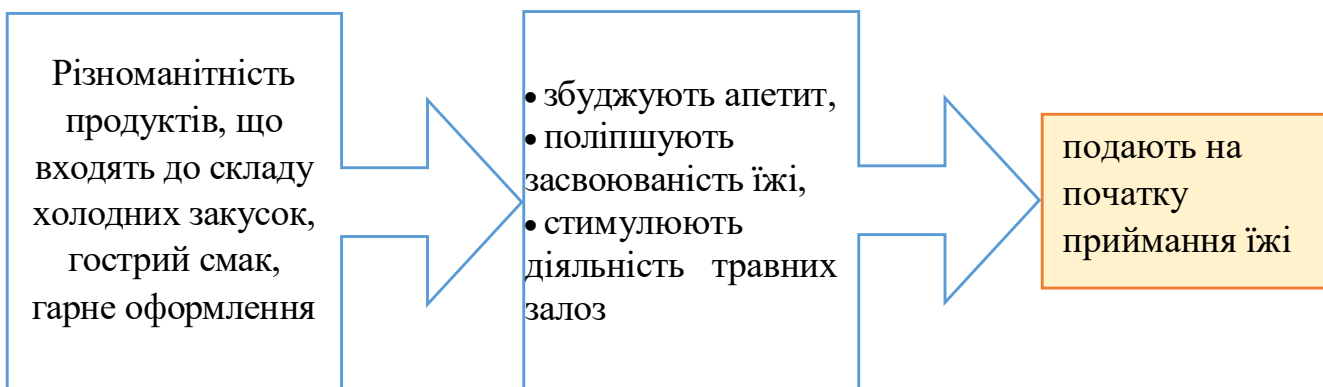 Різноманітність
продуктів, що
входять до складу
холодних закусок,
гострий смак,
гарне оформлення
• збуджують апетит,
• поліпшують
засвоюваність їжі,
• стимулюють
діяльність травних
залоз
подають на
початку
приймання їжі